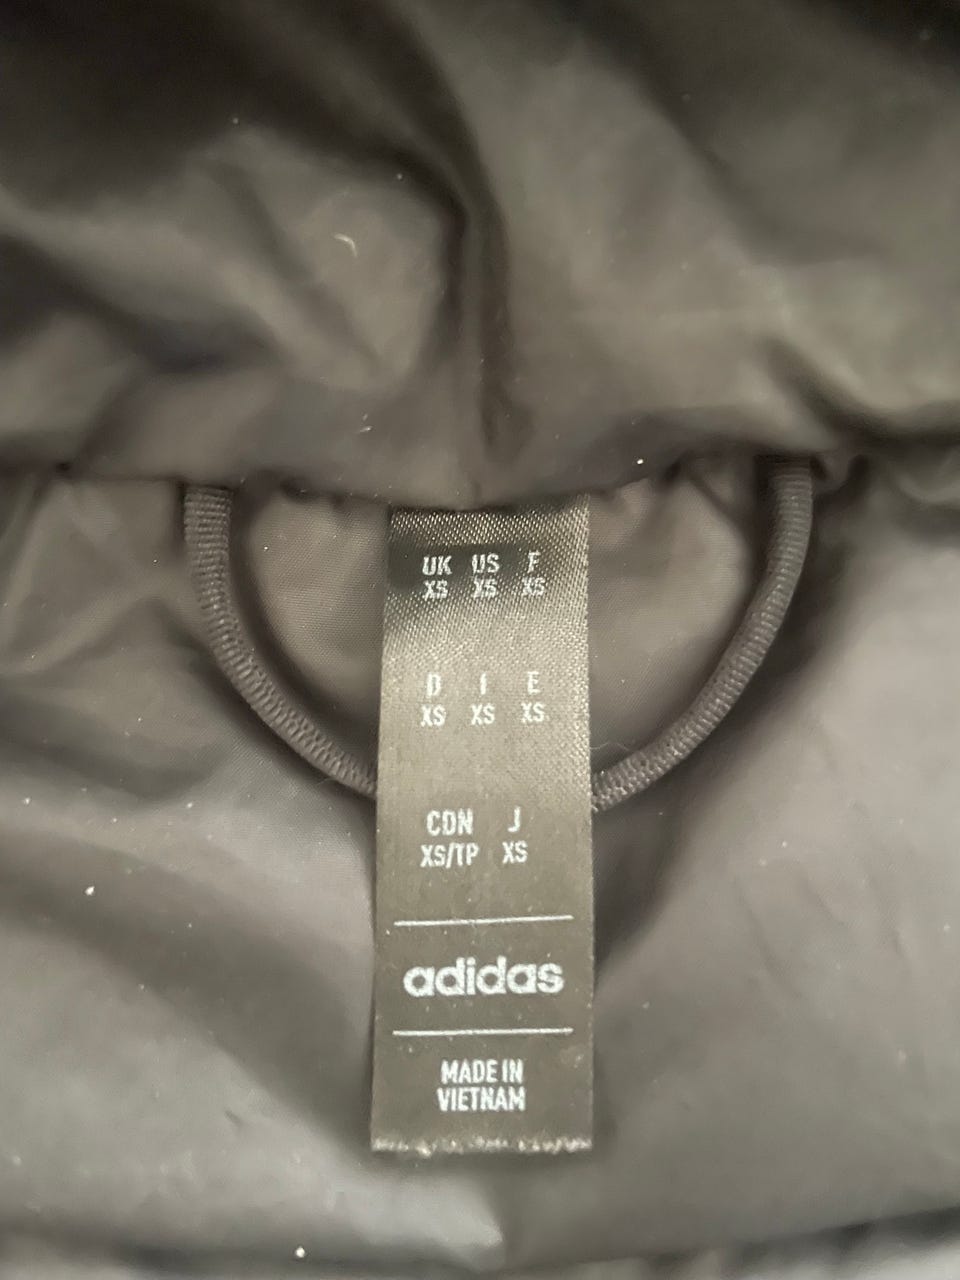 UK US F
XS XS XS
D I E
XS XS XS
CDN J
XS/TP XS
adidas
MADE IN
VIETNAM